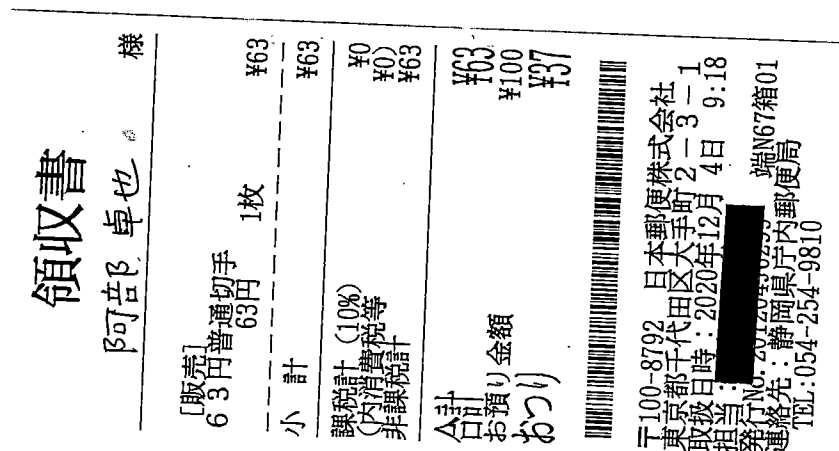 領収書
阿部 卓也 様
[販売]
63円普通切手
63円 1枚 ¥63
小 計 ¥63
課税計(10%) ¥0
(内消費税等 ¥0)
非課税計 ¥63
合計 ¥63
お預り金額 ¥100
おつり ¥37
〒100-8792 日本郵便株式会社
東京都千代田区大手町2-3-1
取扱日時:2020年12月 4日 9:18
担当:
発行No. 端N67箱01
連絡先:静岡県庁内郵便局
TEL:054-254-9810